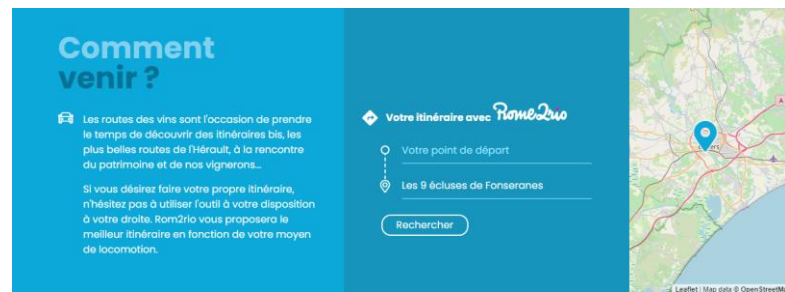 Comment
venir ?
Les routes des vins sont l'occasion de prendre
le temps de découvrir des itinéraires bis, les
plus belles routes de l'Hérault, à la rencontre
du patrimoine et de nos vignerons...
Si vous désirez faire votre propre itinéraire,
n'hésitez pas à utiliser l'outil à votre disposition
à votre droite. Rom2rio vous proposera le
meilleur itinéraire en fonction de votre moyen
de locomotion.
Votre itinéraire avec Rome2rio
Votre point de départ
Les 9 écluses de Fonseranes
Rechercher
Leaflet | Map data © OpenStreetMa